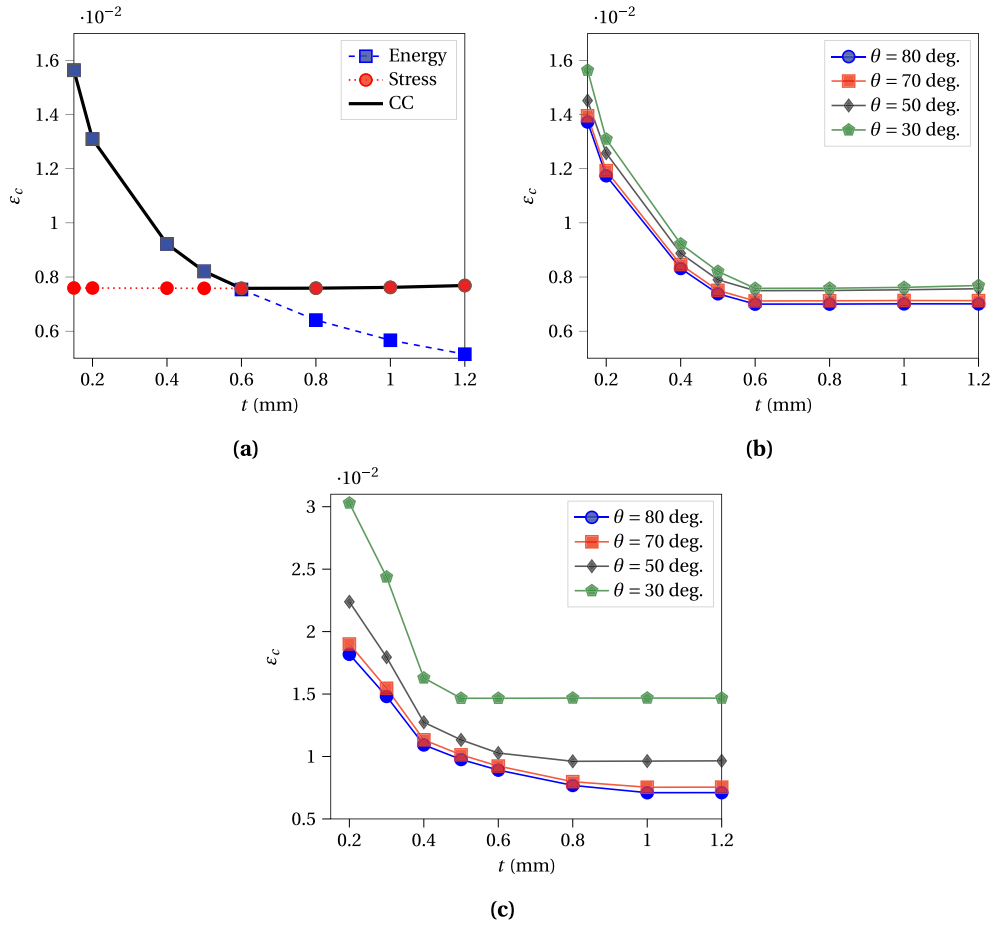 ·10⁻²
1.6
1.4
1.2
1
0.8
0.6
εc
0.2 0.4 0.6 0.8 1 1.2
t (mm)
Energy
Stress
CC
(a)
·10⁻²
1.6
1.4
1.2
1
0.8
0.6
εc
0.2 0.4 0.6 0.8 1 1.2
t (mm)
θ = 80 deg.
θ = 70 deg.
θ = 50 deg.
θ = 30 deg.
(b)
·10⁻²
3
2.5
2
1.5
1
0.5
εc
0.2 0.4 0.6 0.8 1 1.2
t (mm)
θ = 80 deg.
θ = 70 deg.
θ = 50 deg.
θ = 30 deg.
(c)